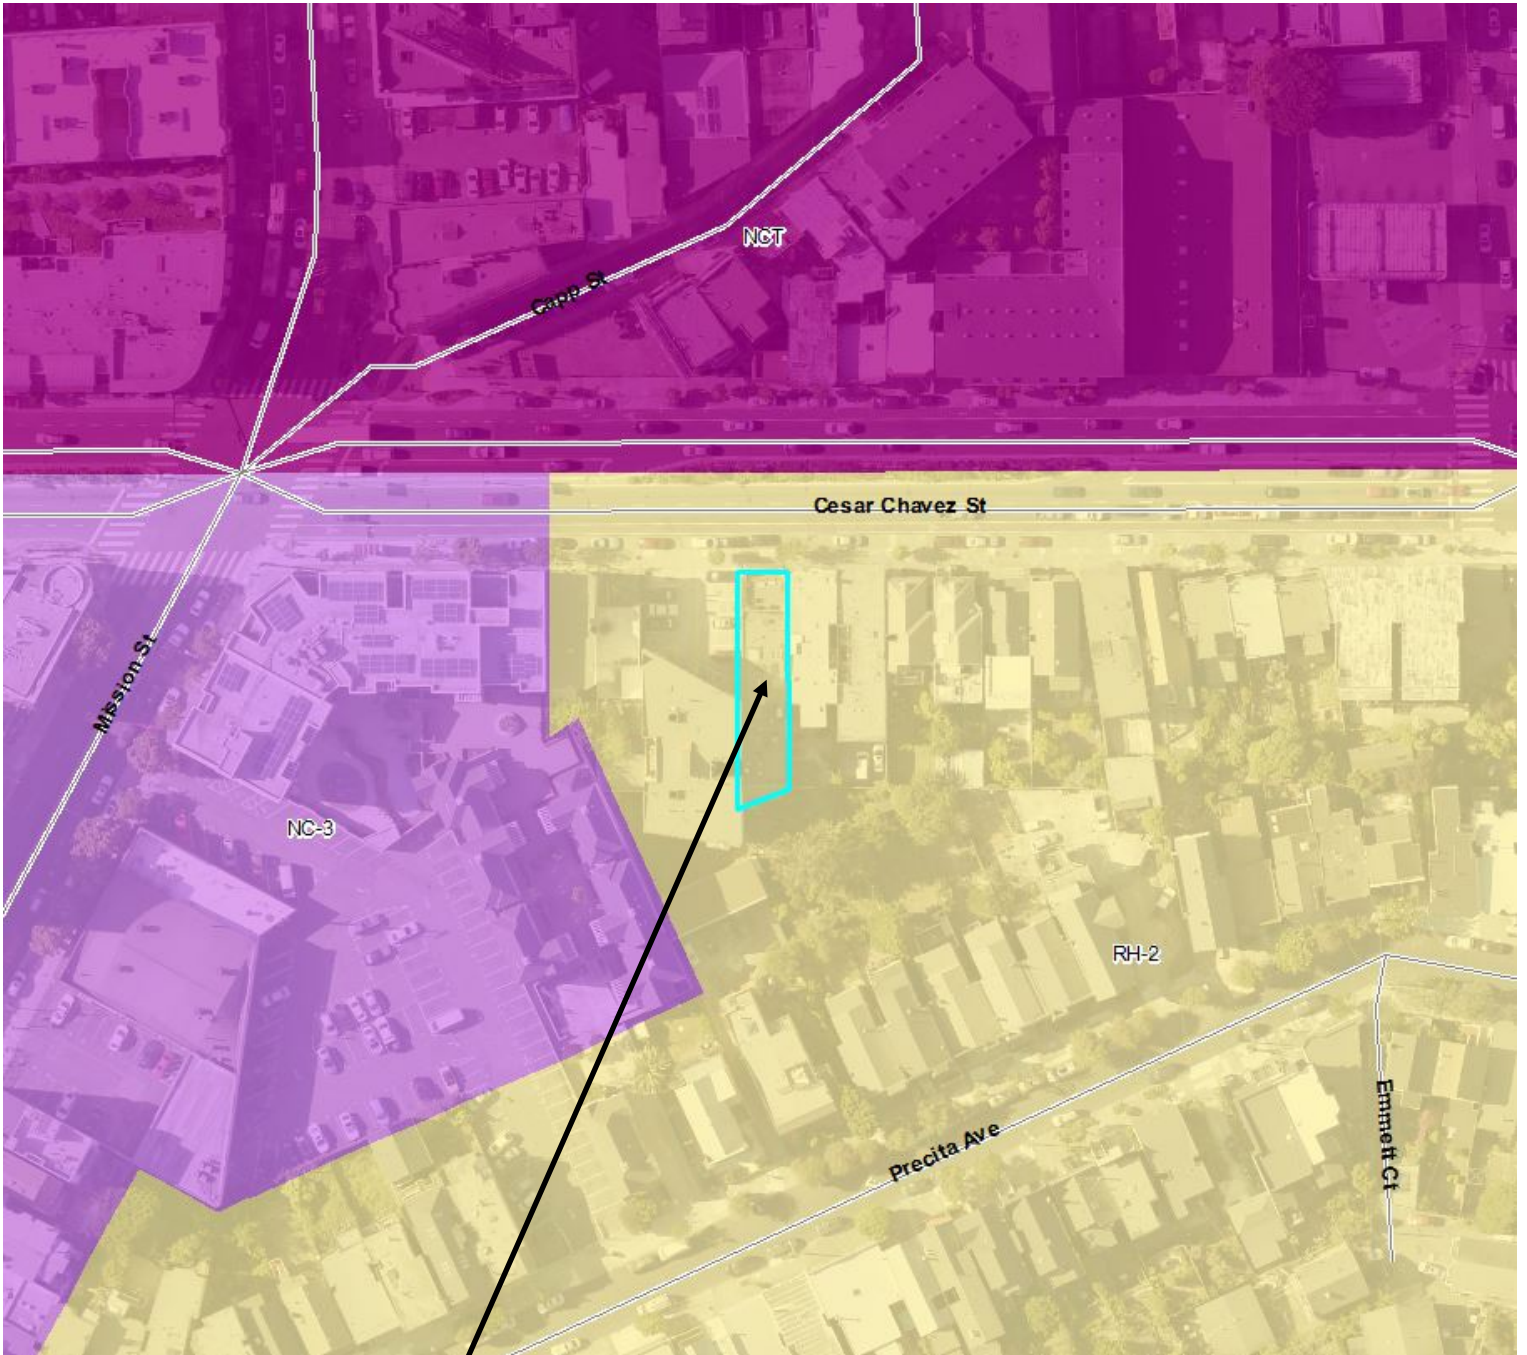 NCT
Capp St
Cesar Chavez St
Mission St
NC-3
RH-2
Precita Ave
Emmett Ct